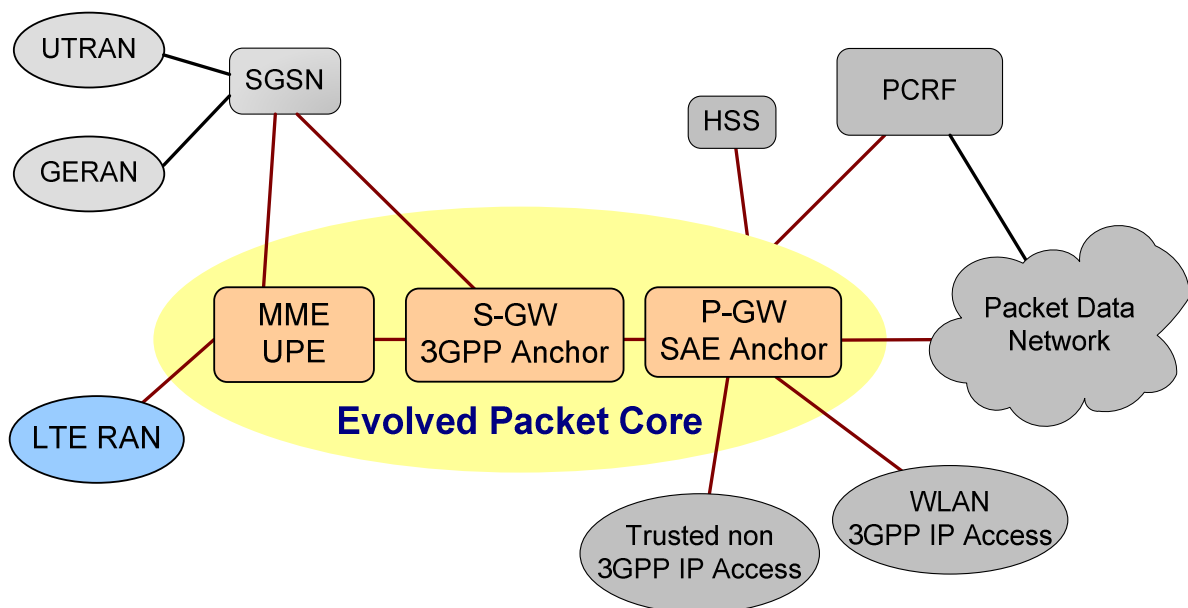 UTRAN
SGSN
GERAN
HSS
PCRF
MME
UPE
S-GW
3GPP Anchor
P-GW
SAE Anchor
Packet Data
Network
LTE RAN
Evolved Packet Core
Trusted non
3GPP IP Access
WLAN
3GPP IP Access